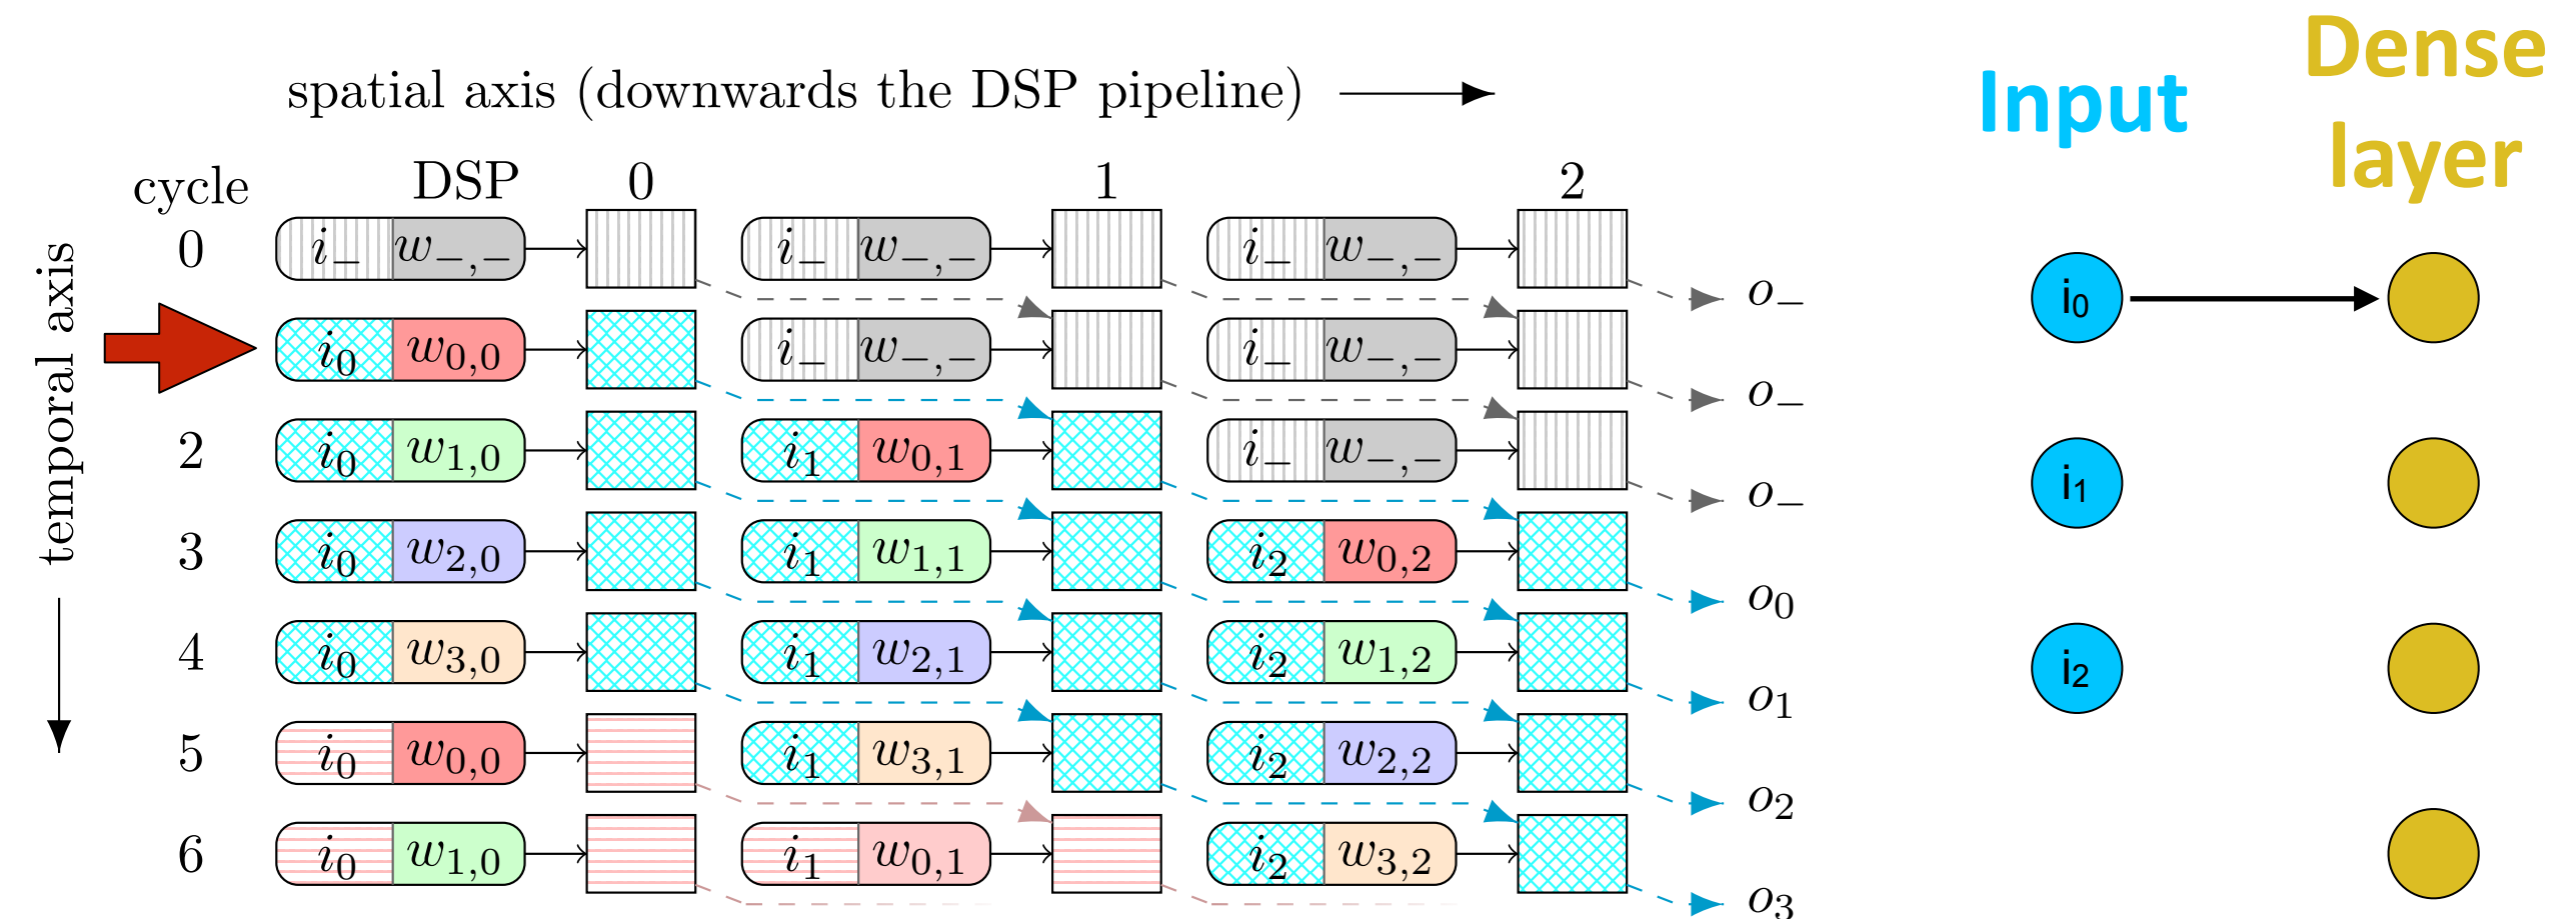 spatial axis (downwards the DSP pipeline)
Input
Dense
layer
cycle DSP 0 1 2
temporal axis
0 i_ w_,_ i_ w_,_ i_ w_,_ o_
i0 w0,0 i_ w_,_ i_ w_,_ o_
2 i0 w1,0 i1 w0,1 i_ w_,_ o_
3 i0 w2,0 i1 w1,1 i2 w0,2 o0
4 i0 w3,0 i1 w2,1 i2 w1,2 o1
5 i0 w0,0 i1 w3,1 i2 w2,2 o2
6 i0 w1,0 i1 w0,1 i2 w3,2 o3
i0
i1
i2